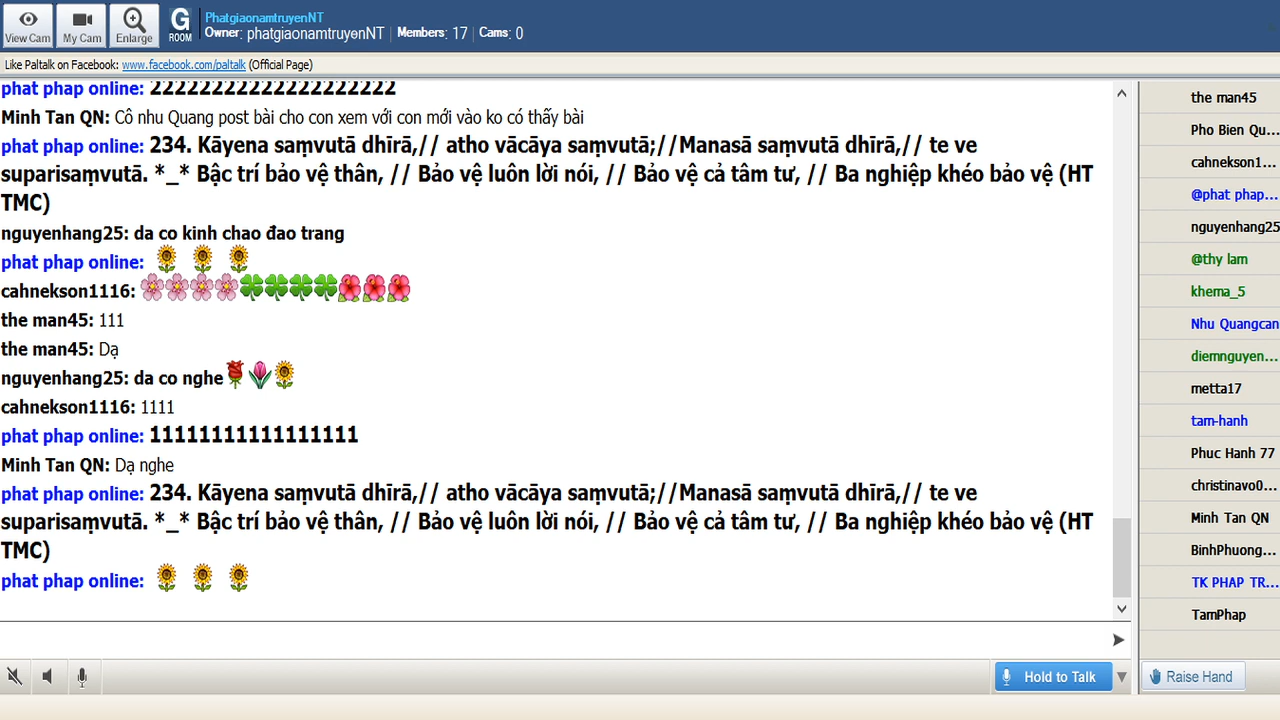 View Cam
My Cam
Enlarge
G
ROOM
PhatgiaonamtruyenNT
Owner: phatgiaonamtruyenNT | Members: 17 | Cams: 0
Like Paltalk on Facebook: www.facebook.com/paltalk (Official Page)
phat phap online: 22222222222222222222
Minh Tan QN: Cô nhu Quang post bài cho con xem với con mới vào ko có thấy bài
phat phap online: 234. Kāyena saṃvutā dhīrā,// atho vācāya saṃvutā;//Manasā saṃvutā dhīrā,// te ve
suparisaṃvutā. *_* Bậc trí bảo vệ thân, // Bảo vệ luôn lời nói, // Bảo vệ cả tâm tư, // Ba nghiệp khéo bảo vệ (HT
TMC)
nguyenhang25: da co kinh chao đao trang
phat phap online:
cahnekson1116:
the man45: 111
the man45: Dạ
nguyenhang25: da co nghe
cahnekson1116: 1111
phat phap online: 11111111111111111
Minh Tan QN: Dạ nghe
phat phap online: 234. Kāyena saṃvutā dhīrā,// atho vācāya saṃvutā;//Manasā saṃvutā dhīrā,// te ve
suparisaṃvutā. *_* Bậc trí bảo vệ thân, // Bảo vệ luôn lời nói, // Bảo vệ cả tâm tư, // Ba nghiệp khéo bảo vệ (HT
TMC)
phat phap online:
Hold to Talk
the man45
Pho Bien Qu...
cahnekson1...
@phat phap...
nguyenhang25
@thy lam
khema_5
Nhu Quangcan
diemnguyen...
metta17
tam-hanh
Phuc Hanh 77
christinavo0...
Minh Tan QN
BinhPhuong...
TK PHAP TR...
TamPhap
Raise Hand